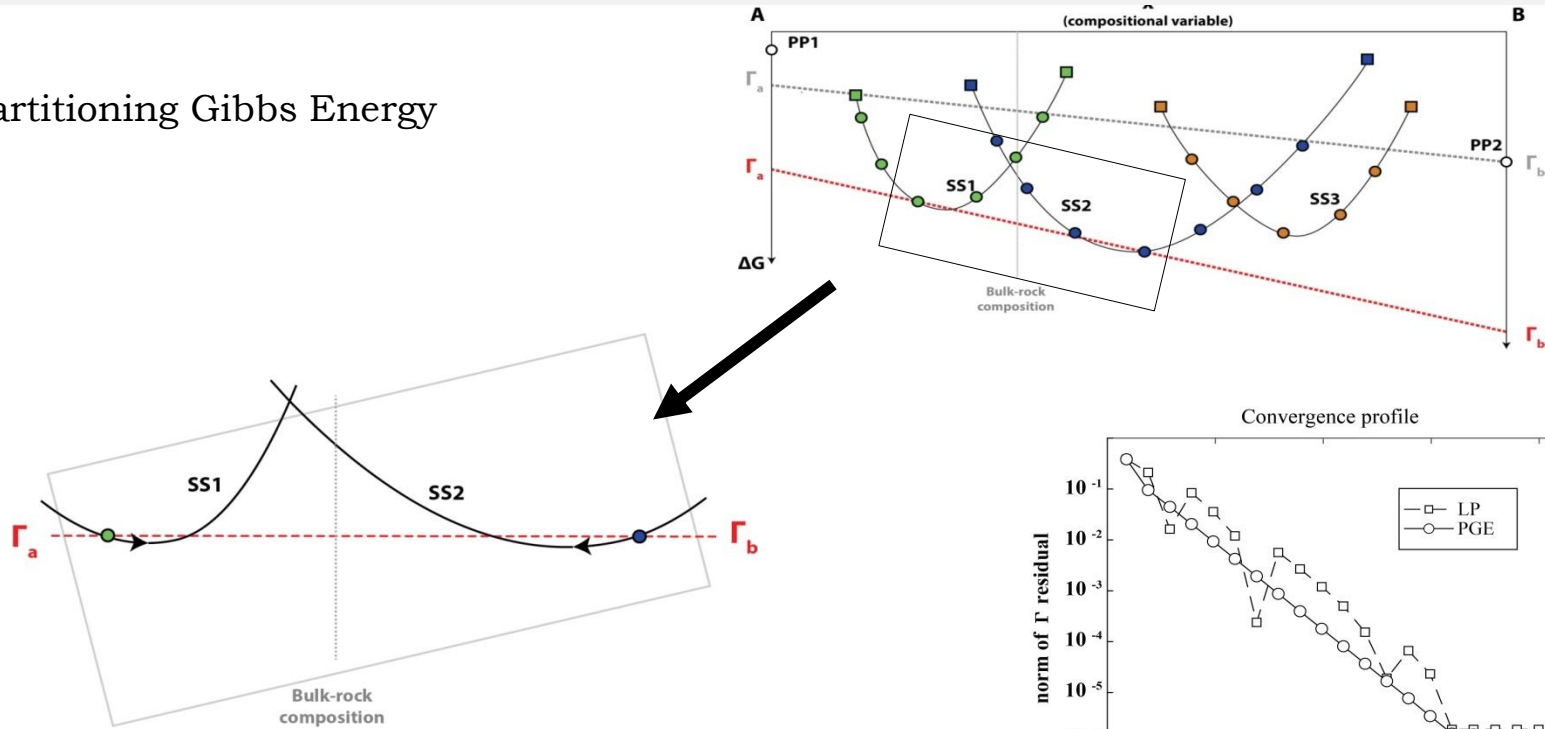 artitioning Gibbs Energy
A
(compositional variable)
B
PP1
Γa
Γa
SS1
SS2
SS3
PP2
Γb
ΔG
Bulk-rock
composition
Γb
SS1
SS2
Γa
Γb
Bulk-rock
composition
Convergence profile
norm of Γ residual
10-1
10-2
10-3
10-4
10-5
LP
PGE